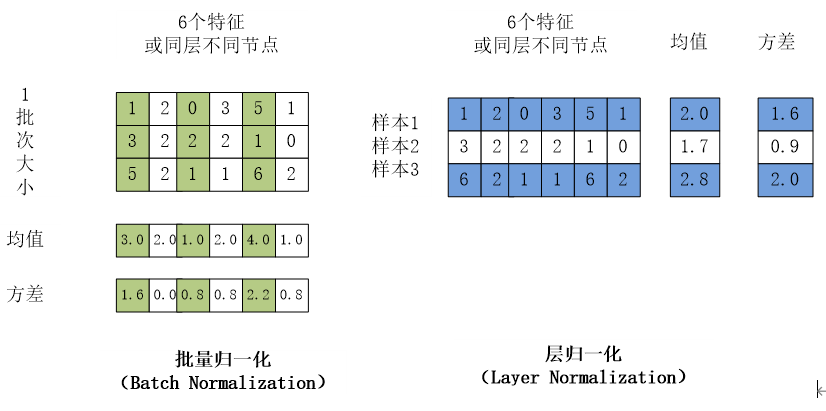 6个特征
或同层不同节点
1
批
次
大
小
1 2 0 3 5 1
3 2 2 2 1 0
5 2 1 1 6 2
均值
3.0 2.0 1.0 2.0 4.0 1.0
方差
1.6 0.0 0.8 0.8 2.2 0.8
批量归一化
（Batch Normalization）
6个特征
或同层不同节点
均值
方差
样本1
1 2 0 3 5 1
2.0
1.6
样本2
3 2 2 2 1 0
1.7
0.9
样本3
6 2 1 1 6 2
2.8
2.0
层归一化
（Layer Normalization）